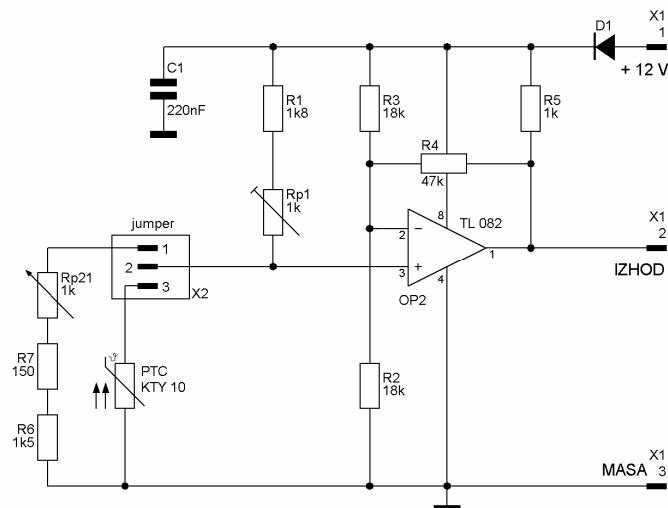 D1
X1
1
+ 12 V
C1
220nF
R1
1k8
R3
18k
R5
1k
R4
47k
Rp1
1k
8
TL 082
jumper
1
2
3
X2
2
−
3
+
1
4
OP2
X1
2
IZHOD
Rp21
1k
R7
150
R6
1k5
ϑ
PTC
KTY 10
R2
18k
MASA
X1
3